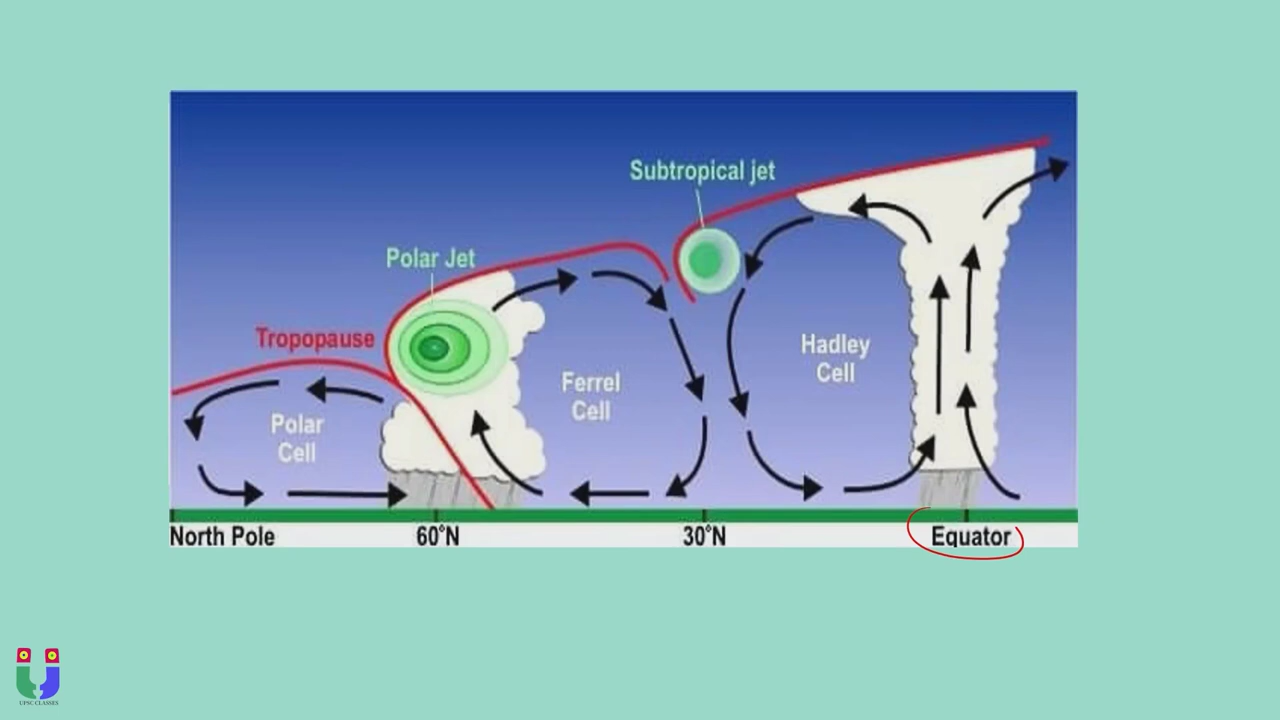 Subtropical jet
Polar Jet
Tropopause
Hadley
Cell
Ferrel
Cell
Polar
Cell
North Pole
60°N
30°N
Equator
UPSC CLASSES